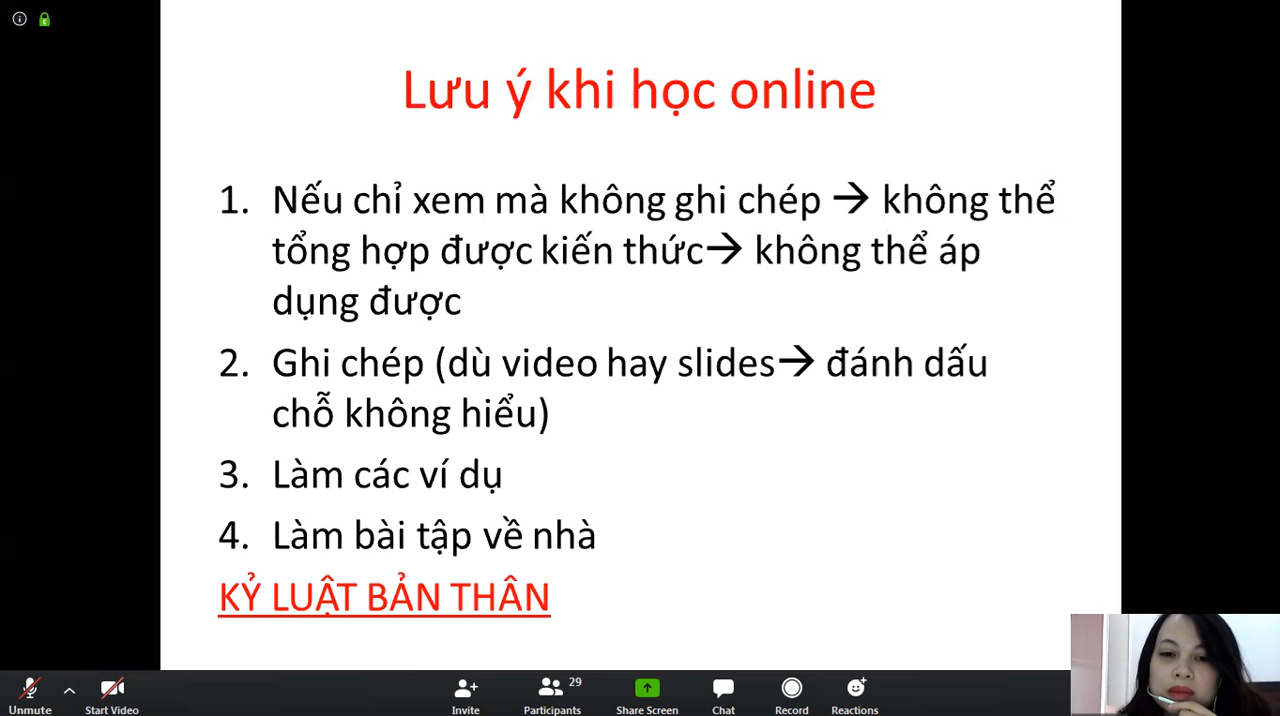 Lưu ý khi học online
1. Nếu chỉ xem mà không ghi chép → không thể
tổng hợp được kiến thức→ không thể áp
dụng được
2. Ghi chép (dù video hay slides→ đánh dấu
chỗ không hiểu)
3. Làm các ví dụ
4. Làm bài tập về nhà
KỶ LUẬT BẢN THÂN
29
Unmute Start Video Invite Participants Share Screen Chat Record Reactions